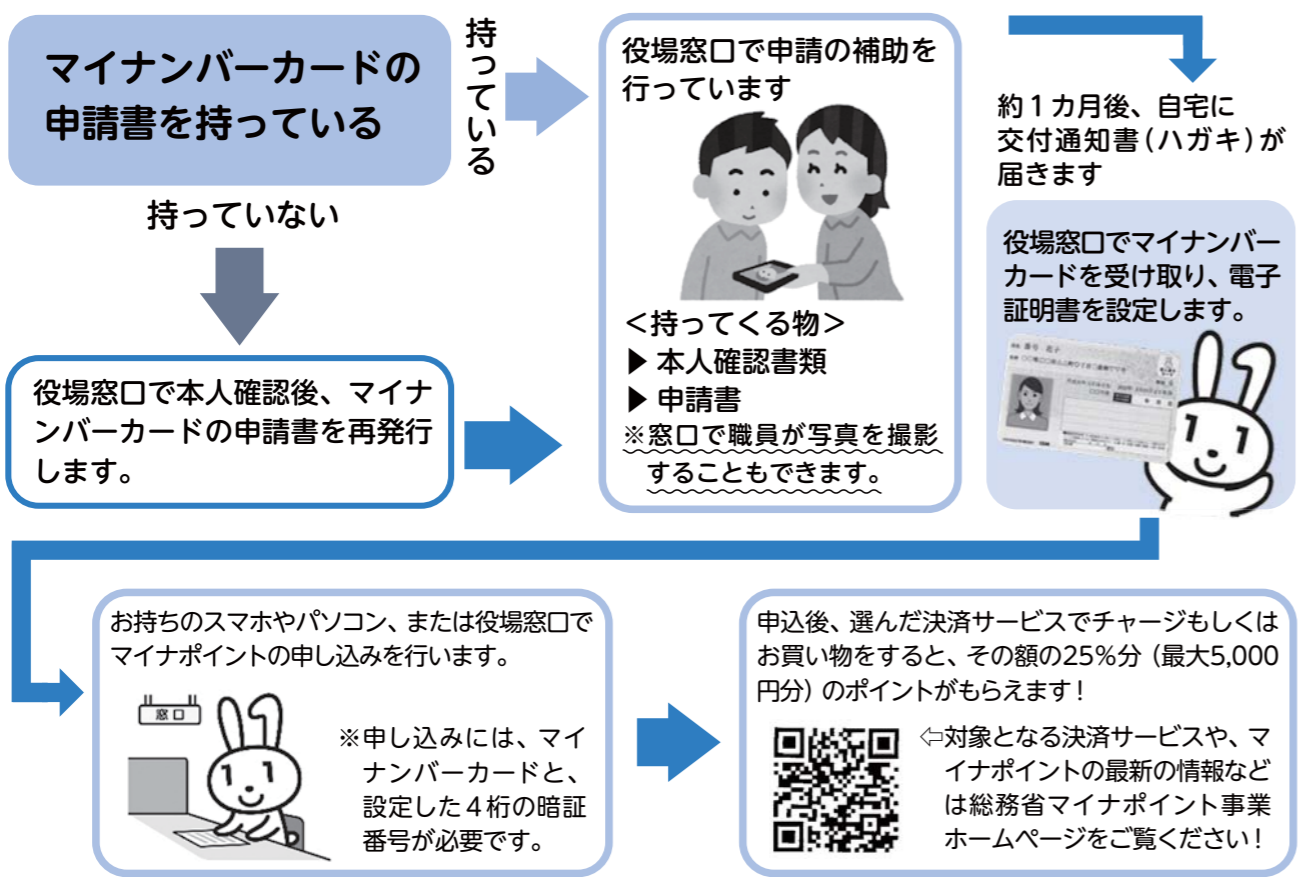 マイナンバーカードの
申請書を持っている
持っている
持っていない
役場窓口で本人確認後、マイナ
ンバーカードの申請書を再発行
します。
役場窓口で申請の補助を
行っています
＜持ってくる物＞
▶ 本人確認書類
▶ 申請書
※窓口で職員が写真を撮影
することもできます。
約1カ月後、自宅に
交付通知書(ハガキ)が
届きます
役場窓口でマイナンバー
カードを受け取り、電子
証明書を設定します。
番号 花子
お持ちのスマホやパソコン、または役場窓口で
マイナポイントの申し込みを行います。
窓口
※申し込みには、マイ
ナンバーカードと、
設定した4桁の暗証
番号が必要です。
申込後、選んだ決済サービスでチャージもしくは
お買い物をすると、その額の25%分（最大5,000
円分）のポイントがもらえます！
⇦対象となる決済サービスや、マ
イナポイントの最新の情報など
は総務省マイナポイント事業
ホームページをご覧ください！